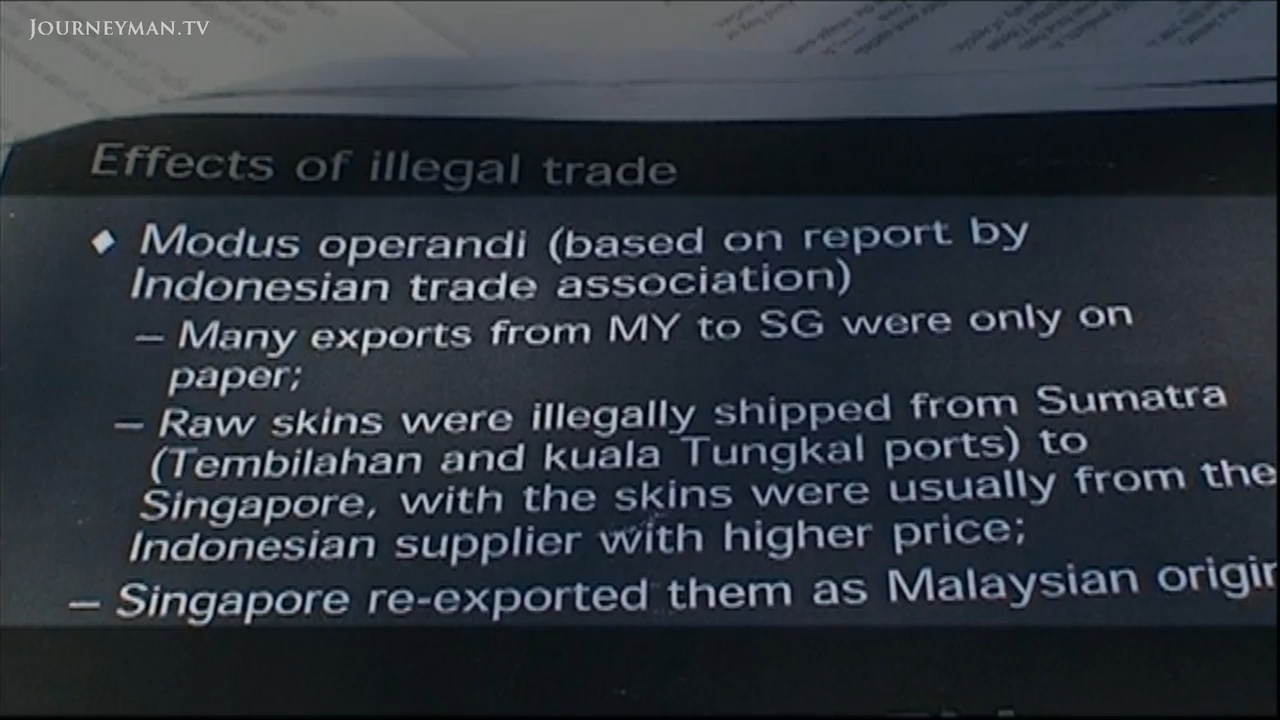 JOURNEYMAN.TV
Effects of illegal trade
◆ Modus operandi (based on report by
Indonesian trade association)
– Many exports from MY to SG were only on
paper;
– Raw skins were illegally shipped from Sumatra
(Tembilahan and kuala Tungkal ports) to
Singapore, with the skins were usually from the
Indonesian supplier with higher price;
– Singapore re-exported them as Malaysian origin